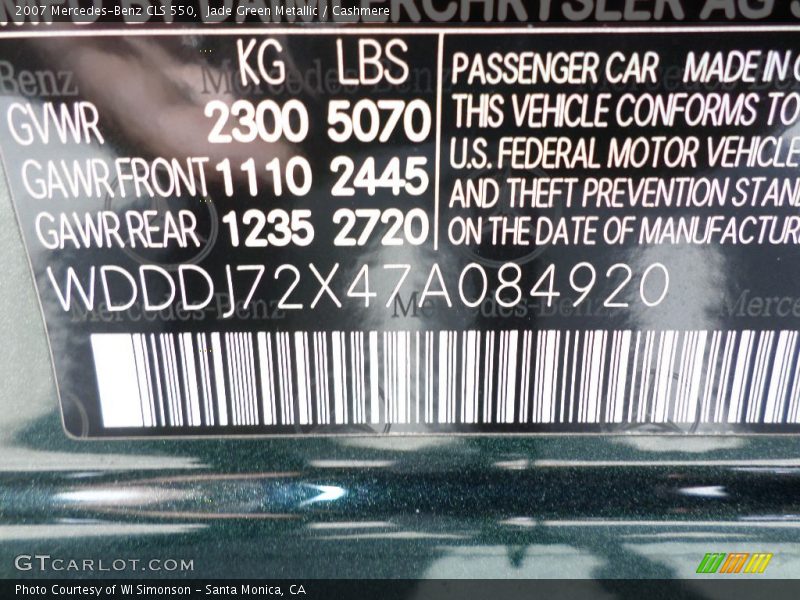 2007 Mercedes-Benz CLS 550, Jade Green Metallic / Cashmere
KG LBS
GVWR 2300 5070
GAWR FRONT 1110 2445
GAWR REAR 1235 2720
PASSENGER CAR MADE IN
THIS VEHICLE CONFORMS TO
U.S. FEDERAL MOTOR VEHICLE
AND THEFT PREVENTION STAN
ON THE DATE OF MANUFACTUR
WDDDJ72X47A084920
GTCARLOT.COM
Photo Courtesy of WI Simonson - Santa Monica, CA